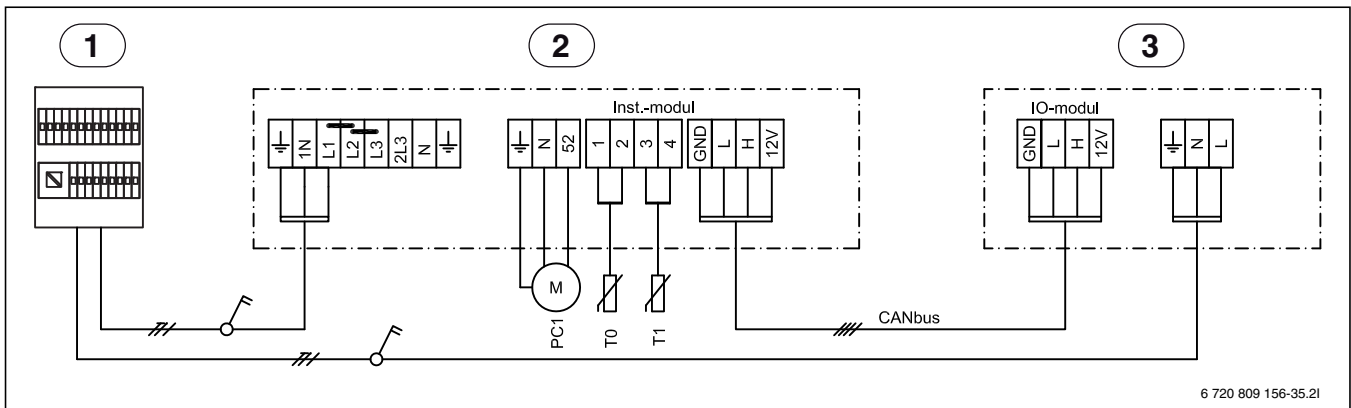 1
2
3
Inst.-modul
IO-modul
1N
L1
L2
L3
2L3
N
N
52
1
2
3
4
GND
L
H
12V
GND
L
H
12V
N
L
M
PC1
T0
T1
CANbus
6 720 809 156-35.2I